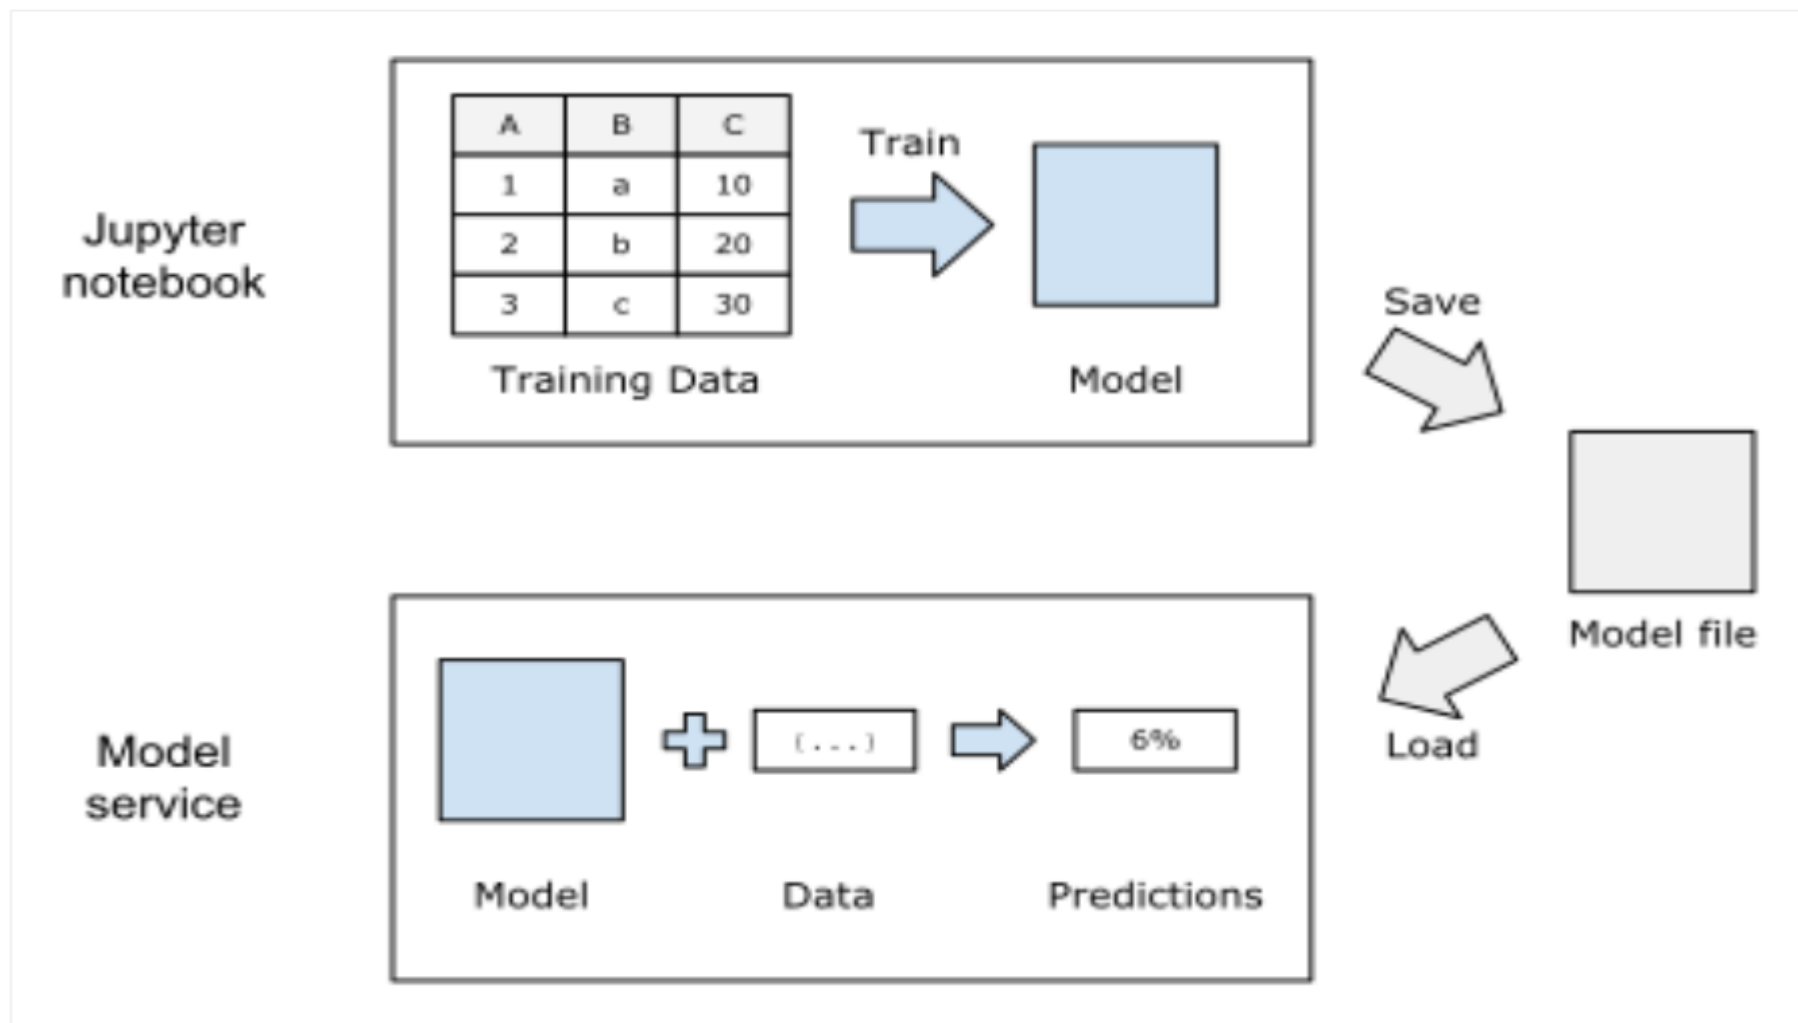 Jupyter
notebook
A B C
1 a 10
2 b 20
3 c 30
Training Data
Train
Model
Save
Model file
Load
Model
service
{...}
6%
Model
Data
Predictions